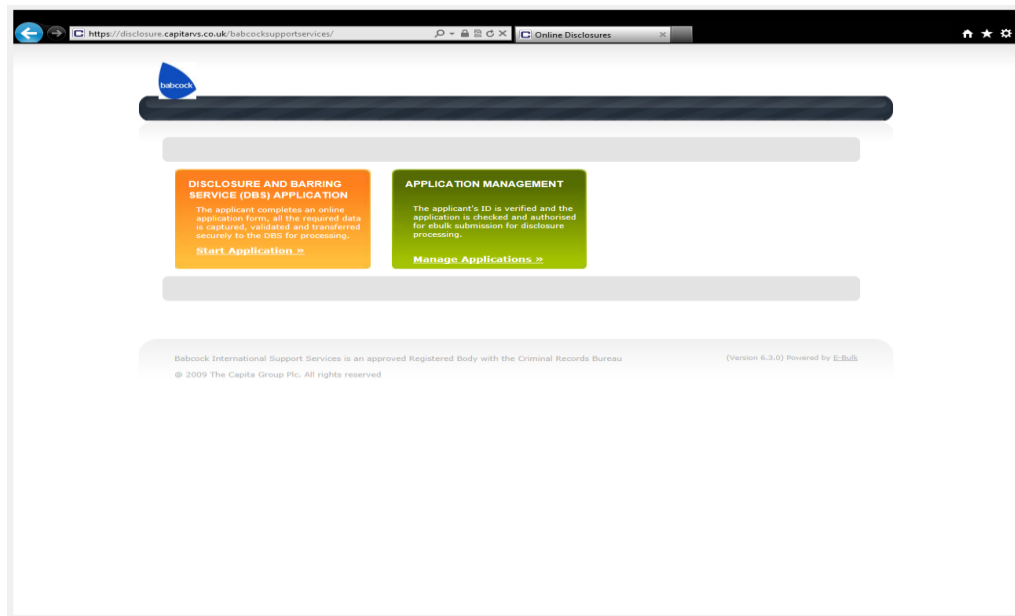 https://disclosure.capitarvs.co.uk/babcocksupportservices/
Online Disclosures
babcock
DISCLOSURE AND BARRING
SERVICE (DBS) APPLICATION
The applicant completes an online
application form, all the required data
is captured, validated and transferred
securely to the DBS for processing.
Start Application »
APPLICATION MANAGEMENT
The applicant's ID is verified and the
application is checked and authorised
for ebulk submission for disclosure
processing.
Manage Applications »
Babcock International Support Services is an approved Registered Body with the Criminal Records Bureau
(Version 6.3.0) Powered by E-Bulk
@ 2009 The Capita Group Plc. All rights reserved